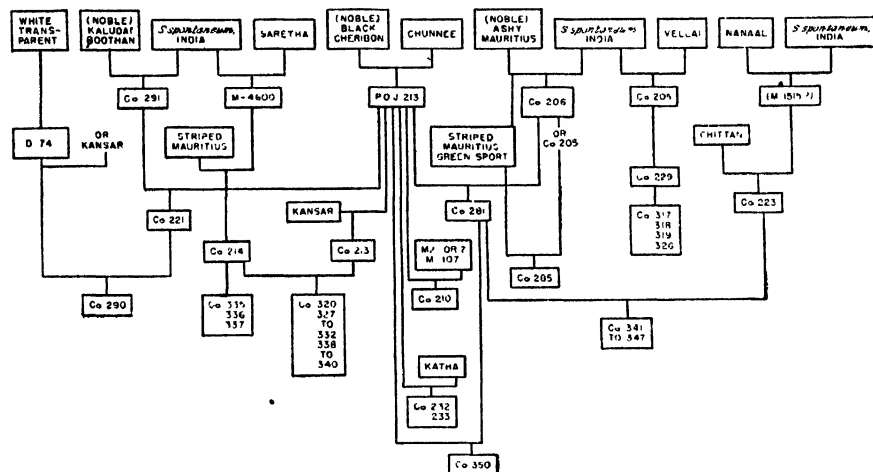 WHITE
TRANS-
PARENT
(NOBLE)
KALUDAI
BOOTHAN
S spontaneum,
INDIA
SARETHA
(NOBLE)
BLACK
CHERIBON
CHUNNEE
(NOBLE)
ASHY
MAURITIUS
S spontaneum
INDIA
VELLAI
NANAAL
S spontaneum,
INDIA
Co 291
M-4600
P O J 213
Co 206
Co 205
(M 1515 ?)
D 74
OR
KANSAR
STRIPED
MAURITIUS
STRIPED
MAURITIUS
GREEN SPORT
OR
Co 205
CHITTAN
Co 229
Co 221
KANSAR
Co 281
Co 317
318
319
326
Co 223
Co 214
Co 213
M 107
Co 285
Co 290
Co 335
336
337
Co 320
327
TO
332
338
TO
340
Co 210
Co 341
TO 347
KATHA
Co 232
233
Co 350